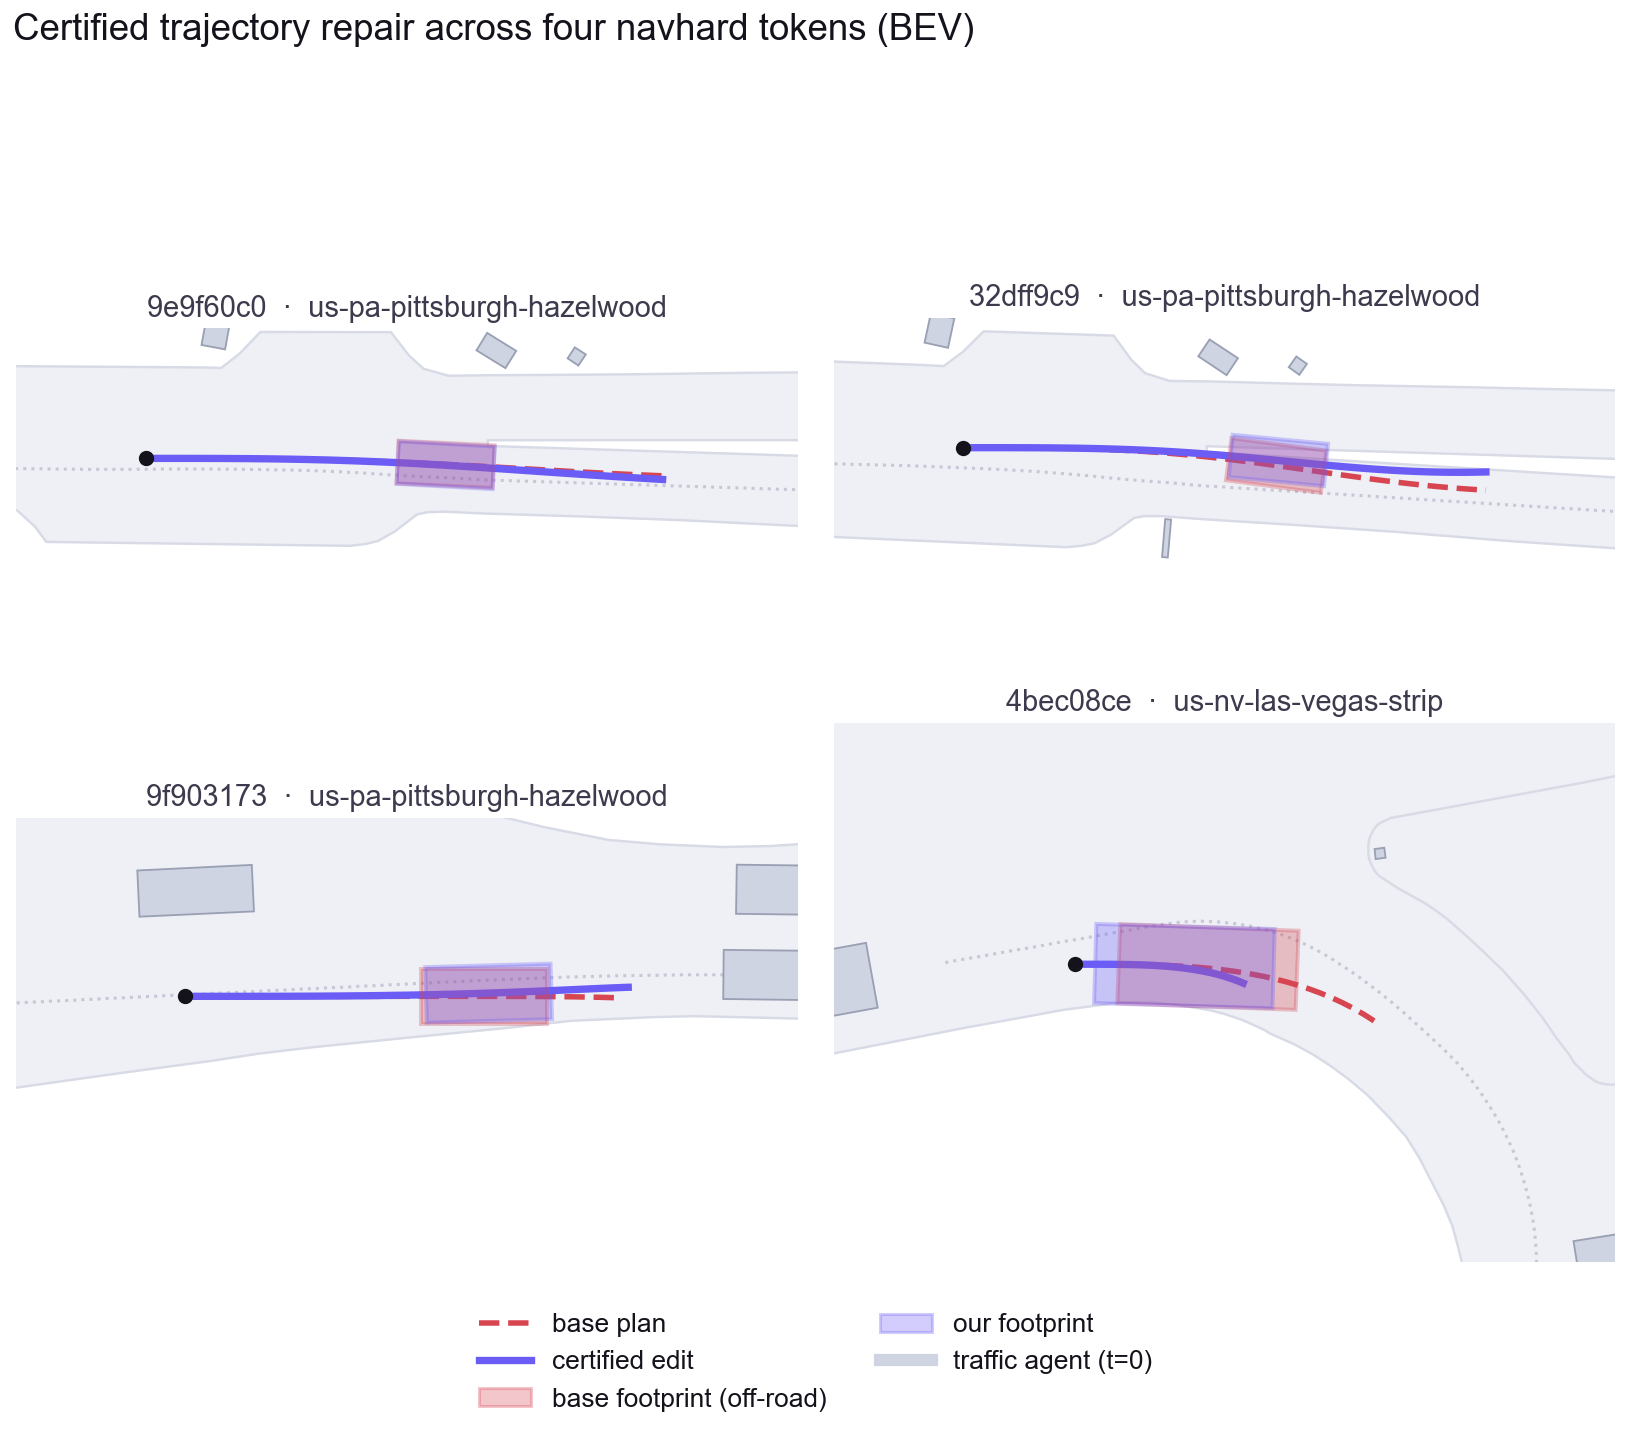 Certified trajectory repair across four navhard tokens (BEV)
9e9f60c0 · us-pa-pittsburgh-hazelwood
32dff9c9 · us-pa-pittsburgh-hazelwood
9f903173 · us-pa-pittsburgh-hazelwood
4bec08ce · us-nv-las-vegas-strip
base plan
certified edit
base footprint (off-road)
our footprint
traffic agent (t=0)